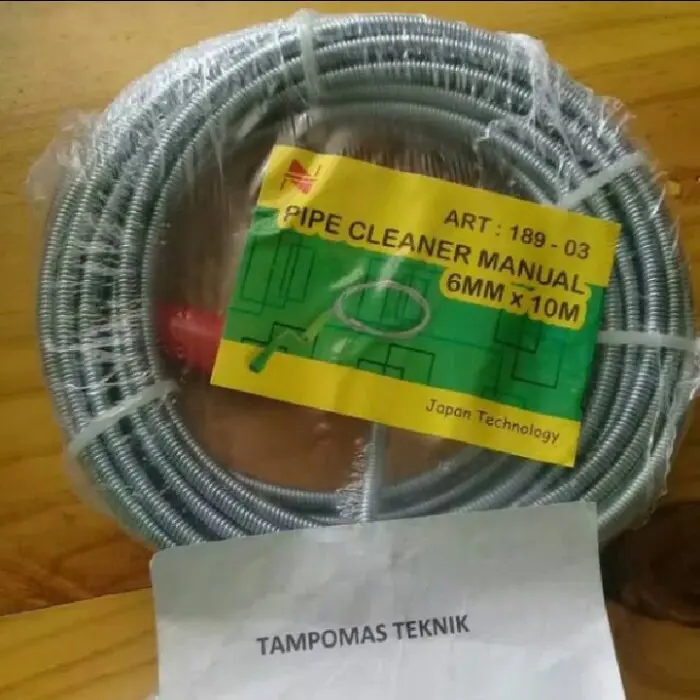 ART : 189 - 03
PIPE CLEANER MANUAL
6MM x 10M
Japan Technology
TAMPOMAS TEKNIK